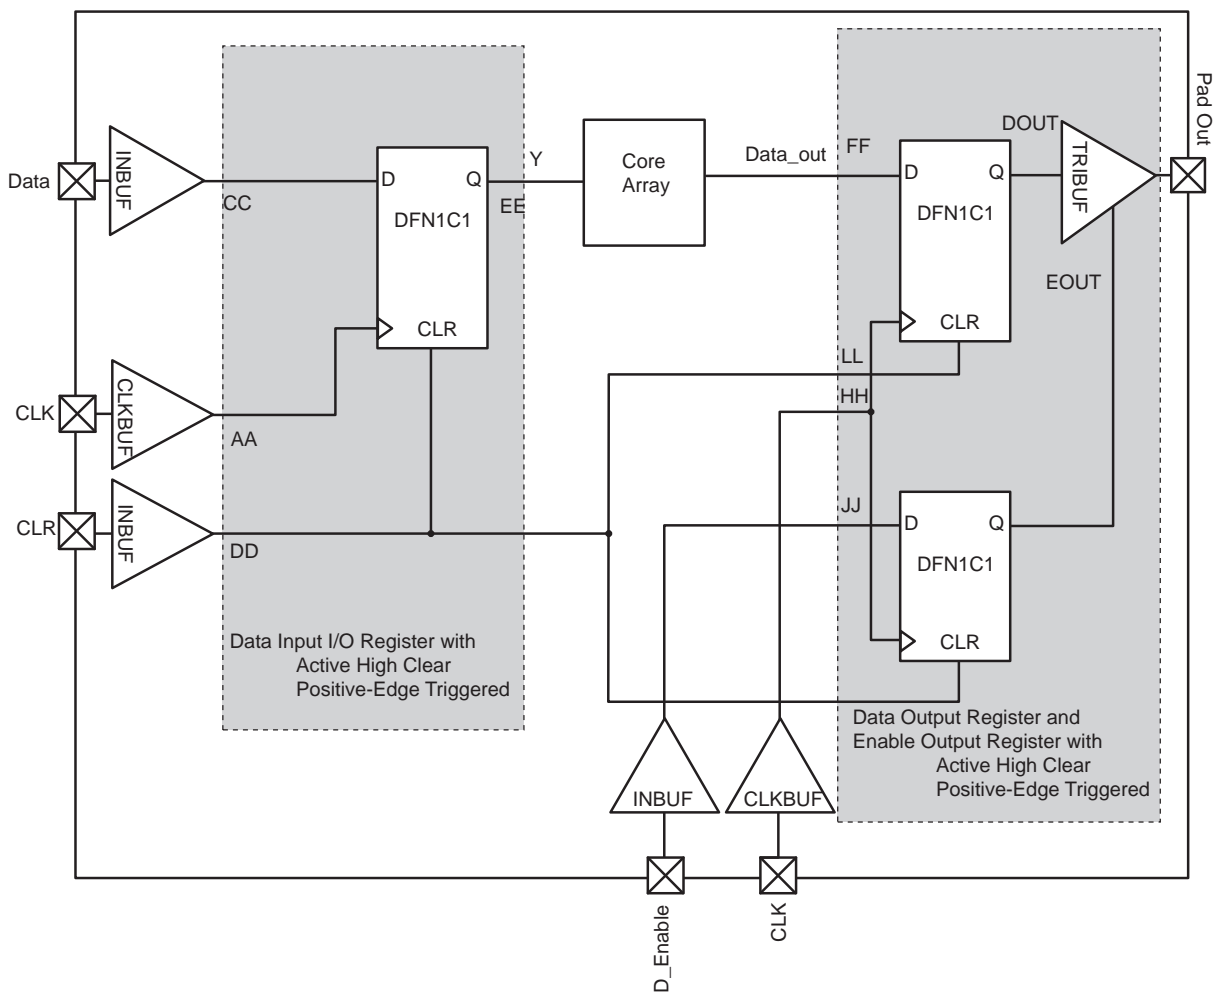 Pad Out
DOUT
Data
INBUF
CC
D
Q
DFN1C1
CLR
Y
EE
Core
Array
Data_out
FF
D
Q
DFN1C1
CLR
TRIBUF
EOUT
LL
HH
CLK
CLKBUF
AA
CLR
INBUF
DD
JJ
D
Q
DFN1C1
CLR
Data Input I/O Register with
Active High Clear
Positive-Edge Triggered
Data Output Register and
Enable Output Register with
Active High Clear
Positive-Edge Triggered
INBUF
CLKBUF
D_Enable
CLK